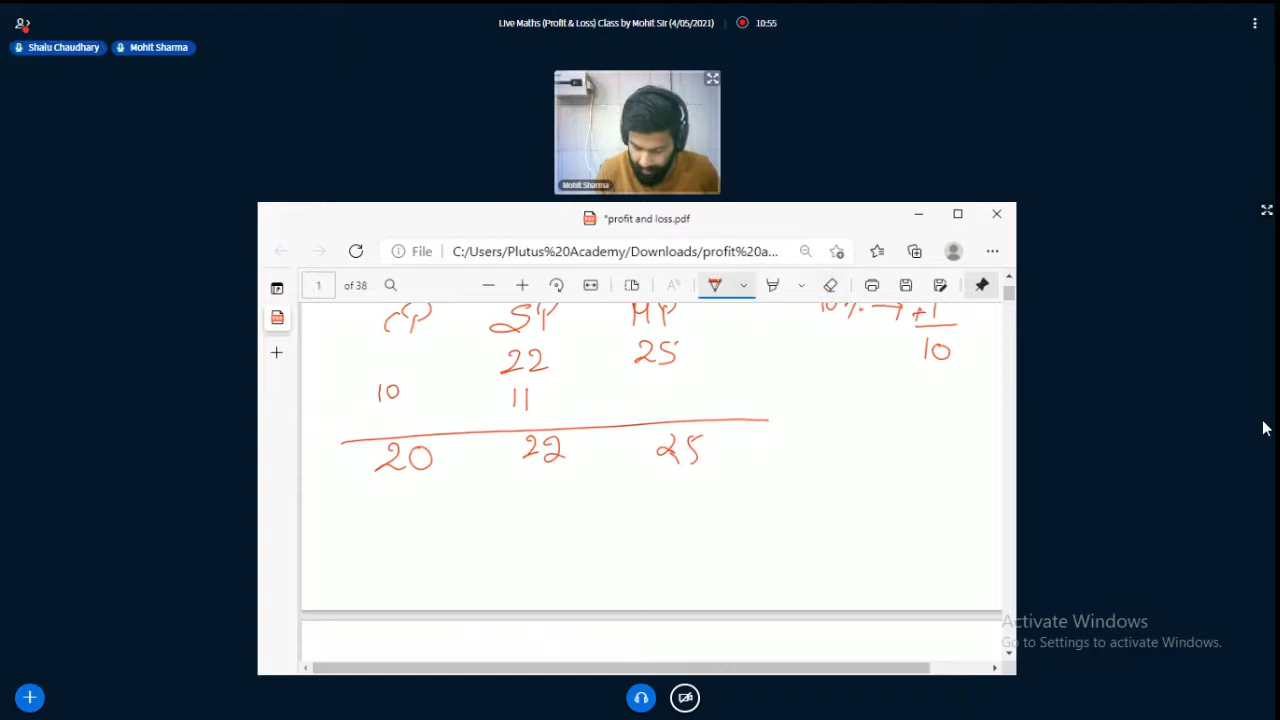 Live Maths (Profit & Loss) Class by Mohit Sir (4/05/2021) 10:55
Shalu Chaudhary Mohit Sharma
Mohit Sharma
*profit and loss.pdf
File C:/Users/Plutus%20Academy/Downloads/profit%20a...
1 of 38
CP SP MP 10% → +1
10
22 25
10 11
20 22 25
Activate Windows
Go to Settings to activate Windows.